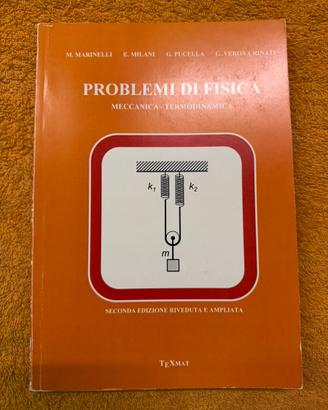 M. MARINELLI E. MILANI G. PUCELLA G. VERONA RINATI
PROBLEMI DI FISICA
MECCANICA - TERMODINAMICA
k1 k2
m
SECONDA EDIZIONE RIVEDUTA E AMPLIATA
TEXMAT